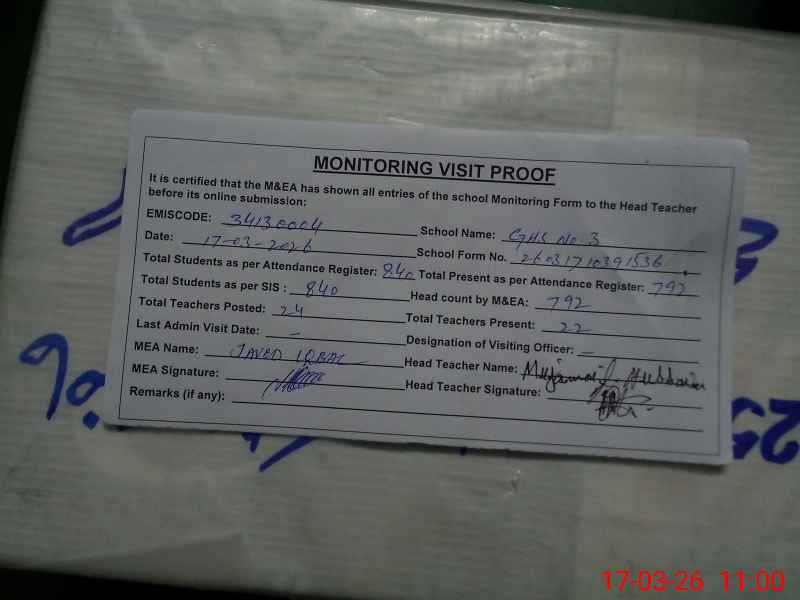 MONITORING VISIT PROOF
It is certified that the M&EA has shown all entries of the school Monitoring Form to the Head Teacher
before its online submission:
EMISCODE: 34130004 School Name: GHS No. 3
Date: 17-03-2026 School Form No. 26031710391536
Total Students as per Attendance Register: 840 Total Present as per Attendance Register: 792
Total Students as per SIS : 840 Head count by M&EA: 792
Total Teachers Posted: 24 Total Teachers Present: 22
Last Admin Visit Date: - Designation of Visiting Officer: -
MEA Name: JAVED IQBAL Head Teacher Name: Hussain
MEA Signature: Head Teacher Signature:
Remarks (if any):
17-03-26 11:00